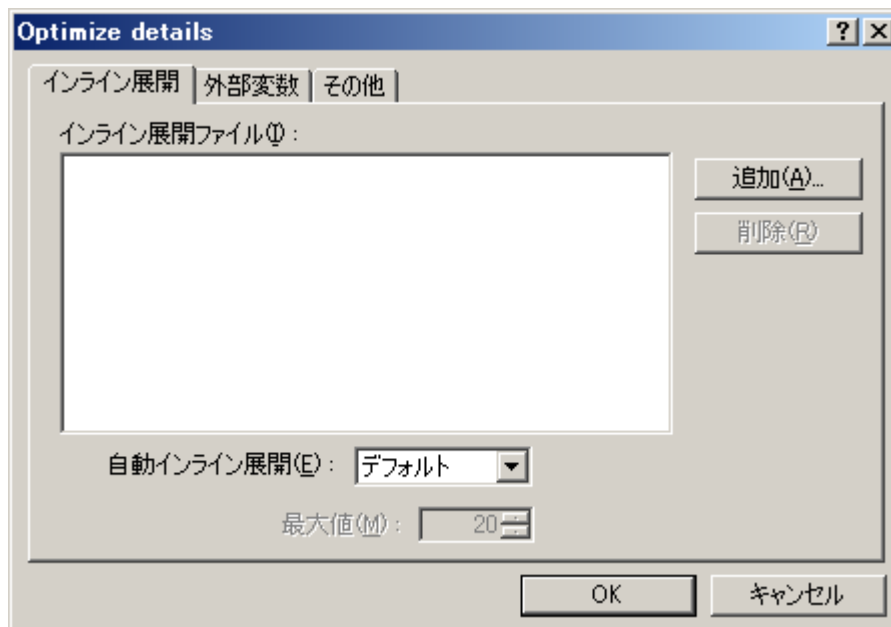 Optimize details
インライン展開 外部変数 その他
インライン展開ファイル(I):
追加(A)...
削除(R)
自動インライン展開(E): デフォルト
最大値(M): 20
OK キャンセル